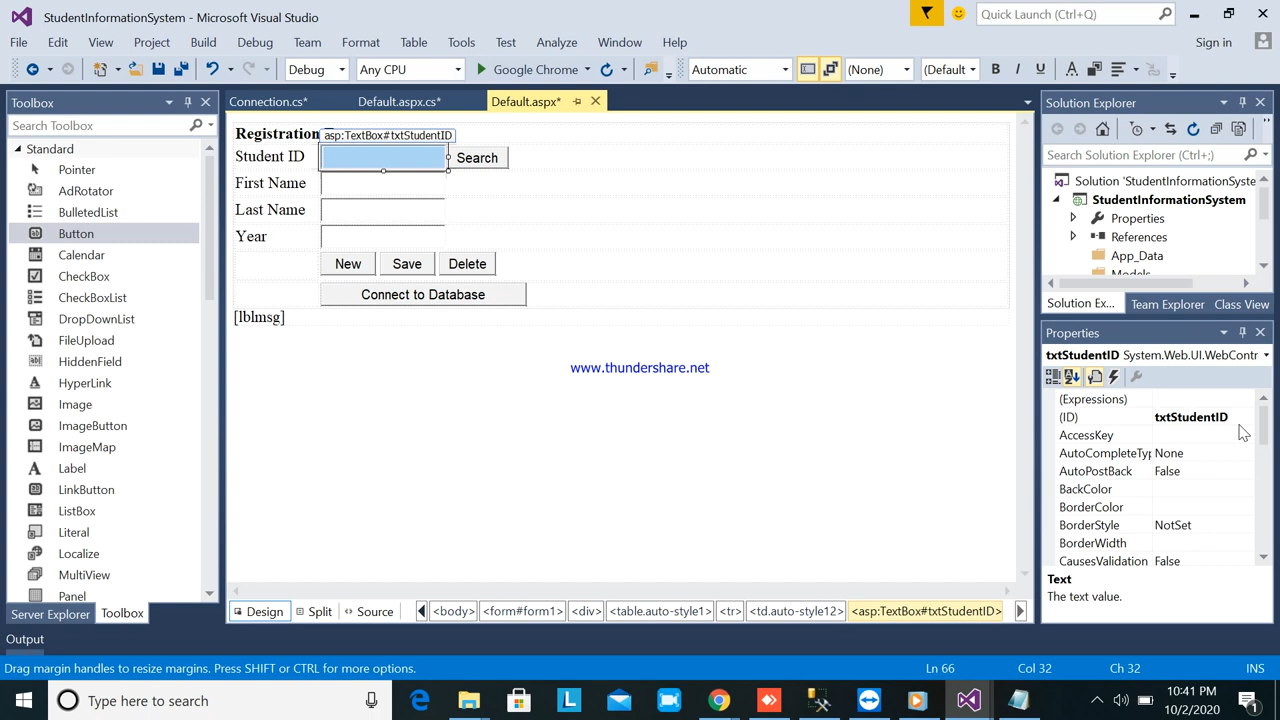 StudentInformationSystem - Microsoft Visual Studio
Quick Launch (Ctrl+Q)
File Edit View Project Build Debug Team Format Table Tools Test Analyze Window Help
Sign in
Debug Any CPU Google Chrome Automatic (None) (Default B I U A
Toolbox
Search Toolbox
Standard
Pointer
AdRotator
BulletedList
Button
Calendar
CheckBox
CheckBoxList
DropDownList
FileUpload
HiddenField
HyperLink
Image
ImageButton
ImageMap
Label
LinkButton
ListBox
Literal
Localize
MultiView
Panel
Server Explorer Toolbox
Connection.cs* Default.aspx.cs* Default.aspx*
Registration
asp:TextBox#txtStudentID
Student ID
Search
First Name
Last Name
Year
New Save Delete
Connect to Database
[lblmsg]
www.thundershare.net
Design Split Source <body> <form#form1> <div> <table.auto-style1> <tr> <td.auto-style12> <asp:TextBox#txtStudentID>
Solution Explorer
Search Solution Explorer (Ctrl+;)
Solution 'StudentInformationSyste
StudentInformationSystem
Properties
References
App_Data
Models
Solution Ex... Team Explorer Class View
Properties
txtStudentID System.Web.UI.WebContr
(Expressions)
(ID) txtStudentID
AccessKey
AutoCompleteTyp None
AutoPostBack False
BackColor
BorderColor
BorderStyle NotSet
BorderWidth
CausesValidation False
Text
The text value.
Output
Drag margin handles to resize margins. Press SHIFT or CTRL for more options.
Ln 66 Col 32 Ch 32 INS
Type here to search
10:41 PM
10/2/2020
1